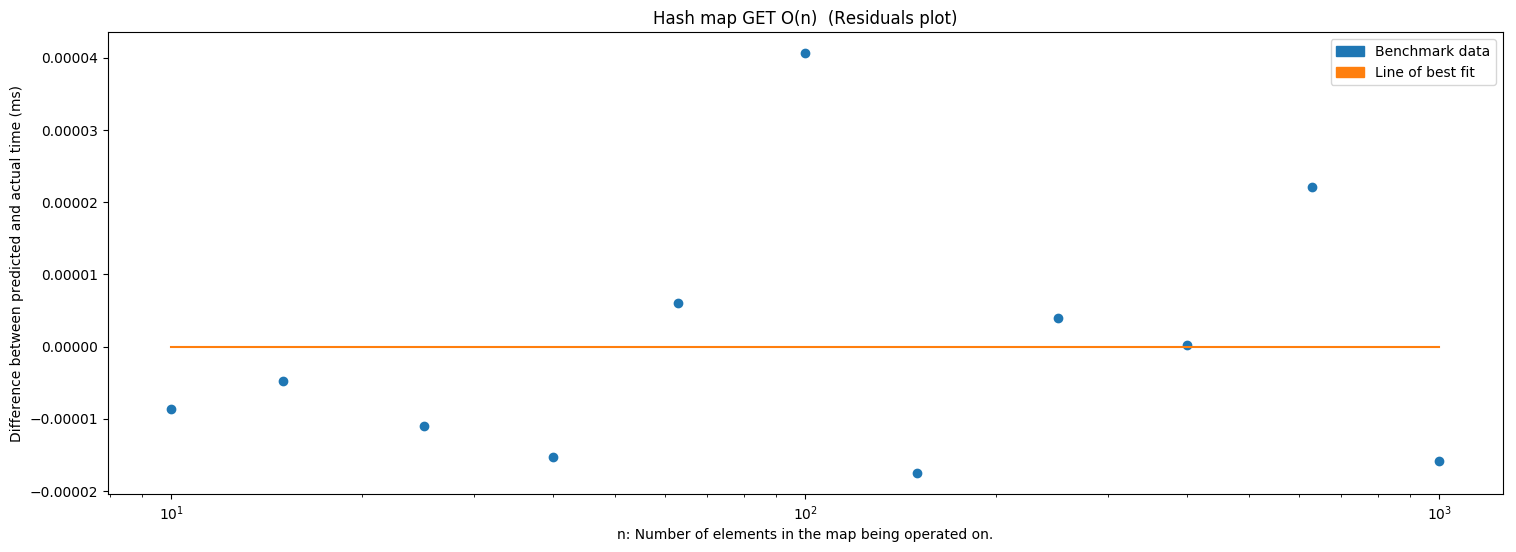 Hash map GET O(n)  (Residuals plot)
Benchmark data
Line of best fit
Difference between predicted and actual time (ms)
0.00004
0.00003
0.00002
0.00001
0.00000
−0.00001
−0.00002
10¹
10²
10³
n: Number of elements in the map being operated on.